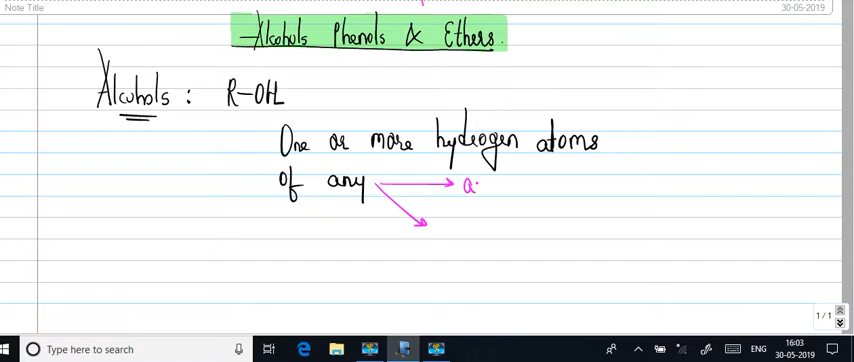 Note Title
30-05-2019
Alcohols Phenols & Ethers.
Alcohols : R-OH
One or more hydrogen atoms
of any
1 / 1
Type here to search
ENG
16:03
30-05-2019